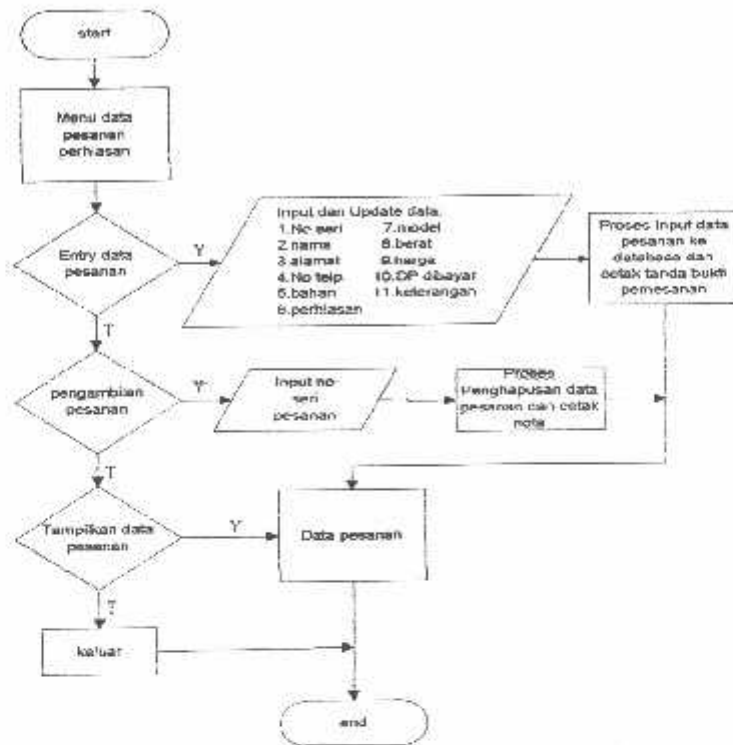 start
Menu data
pesanan
perhiasan
Entry data
pesanan
Y
Input dan Update data
1.No seri 7.model
2.nama 8.berat
3.alamat 9.harga
4.No telp 10.DP dibayar
5.bahan 11.keterangan
6.perhiasan
Proses Input data
pesanan ke
database dan
cetak tanda bukti
pemesanan
T
pengambilan
pesanan
Y
Input no
seri
pesanan
Proses
Penghapusan data
pesanan dan cetak
nota
T
Tampilkan data
pesanan
Y
Data pesanan
T
keluar
end